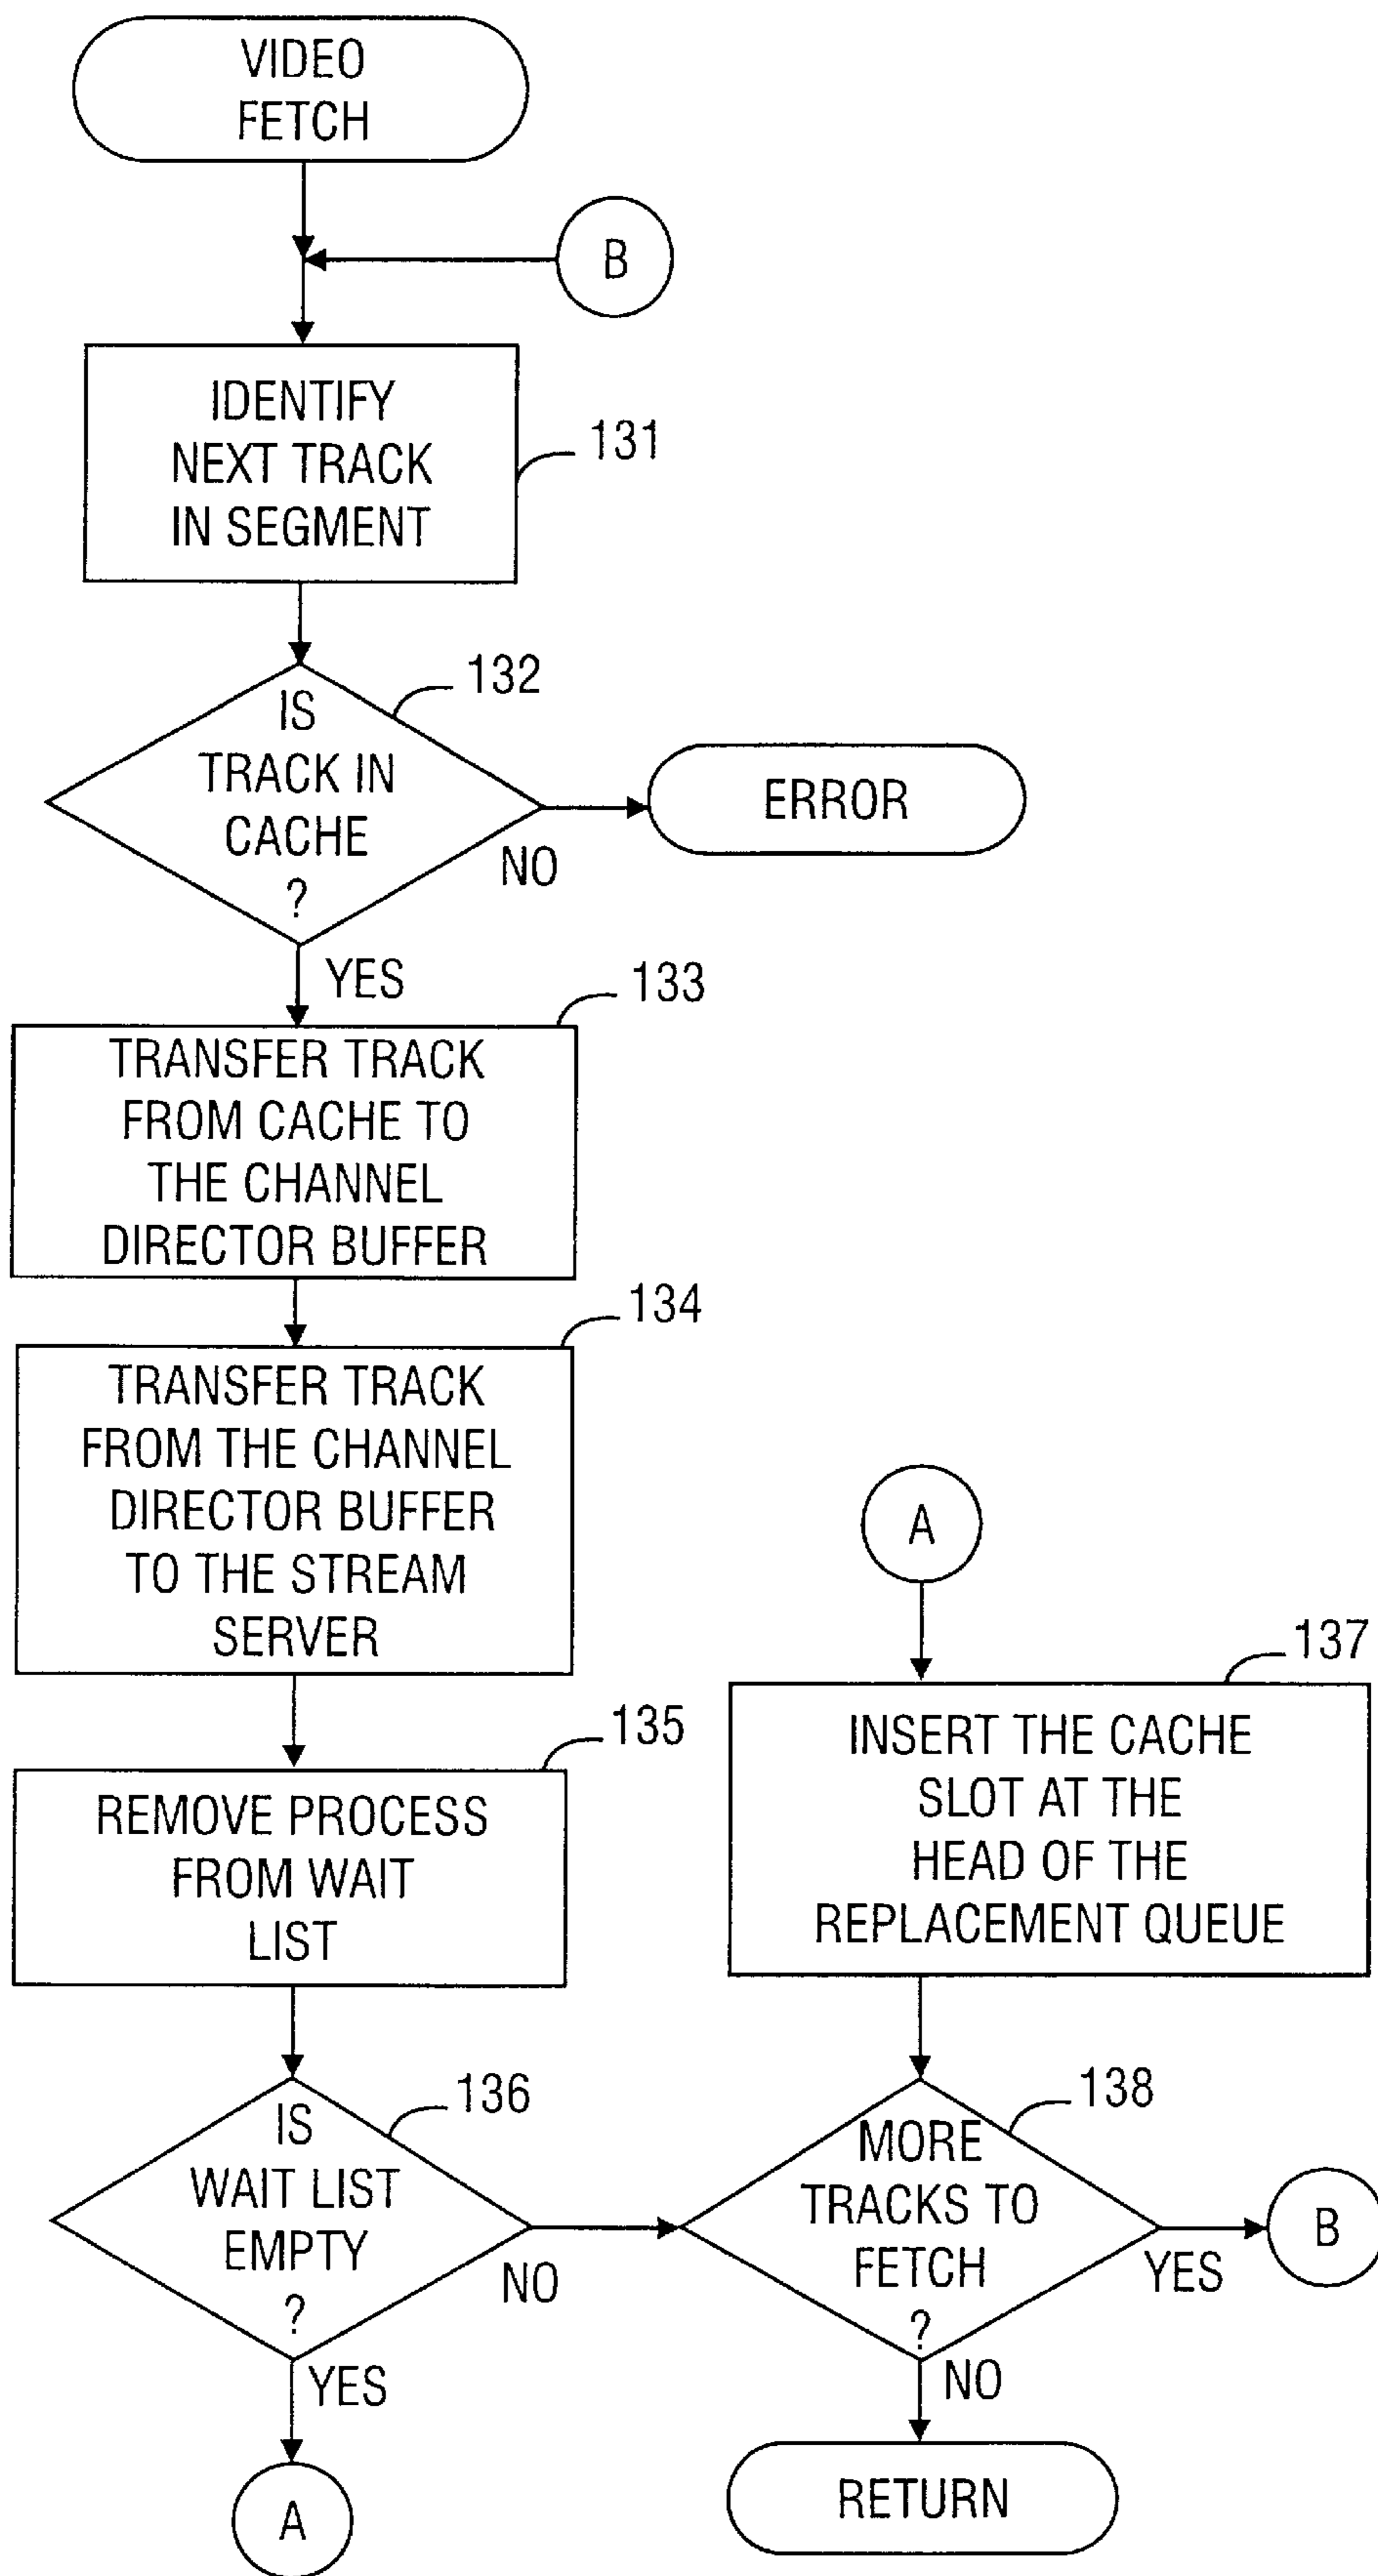 VIDEO
FETCH
B
IDENTIFY
NEXT TRACK
IN SEGMENT
131
132
IS
TRACK IN
CACHE
?
NO
ERROR
YES
133
TRANSFER TRACK
FROM CACHE TO
THE CHANNEL
DIRECTOR BUFFER
134
TRANSFER TRACK
FROM THE CHANNEL
DIRECTOR BUFFER
TO THE STREAM
SERVER
135
REMOVE PROCESS
FROM WAIT
LIST
136
IS
WAIT LIST
EMPTY
?
NO
YES
A
A
137
INSERT THE CACHE
SLOT AT THE
HEAD OF THE
REPLACEMENT QUEUE
138
MORE
TRACKS TO
FETCH
?
YES
B
NO
RETURN